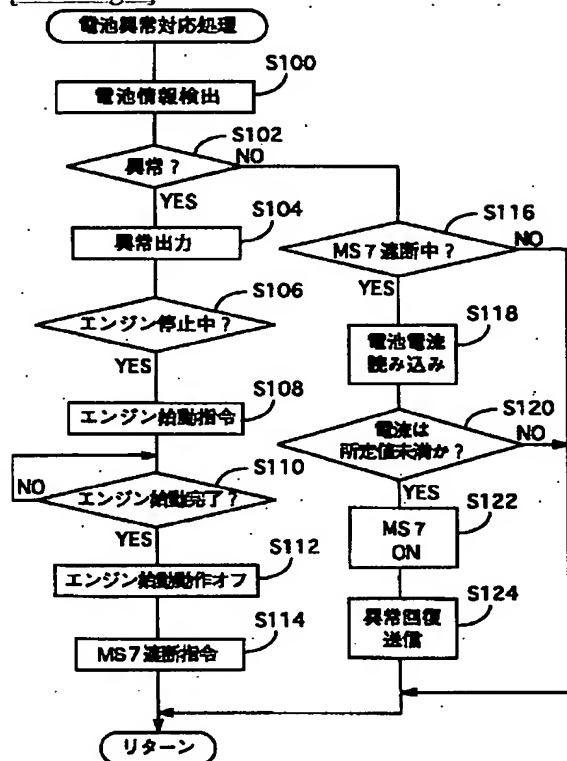 電池異常対応処理
S100
電池情報検出
S102
異常？
NO
YES
S104
異常出力
S106
エンジン停止中？
YES
S108
エンジン始動指令
S110
エンジン始動完了？
NO
YES
S112
エンジン始動動作オフ
S114
MS7遮断指令
リターン
S116
MS7遮断中？
NO
YES
S118
電池電流
読み込み
S120
電流は
所定値未満か？
NO
YES
S122
MS7
ON
S124
異常回復
送信